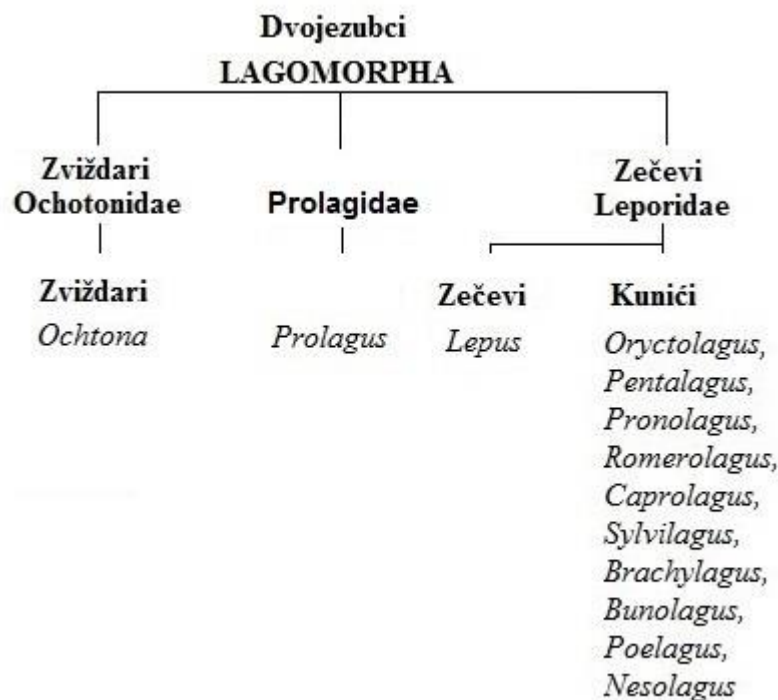 Dvojezubci
LAGOMORPHA
Zviždari
Ochotonidae
Prolagidae
Zečevi
Leporidae
Zviždari
Ochtona
Prolagus
Zečevi
Lepus
Kunići
Oryctolagus,
Pentalagus,
Pronolagus,
Romerolagus,
Caprolagus,
Sylvilagus,
Brachylagus,
Bunolagus,
Poelagus,
Nesolagus